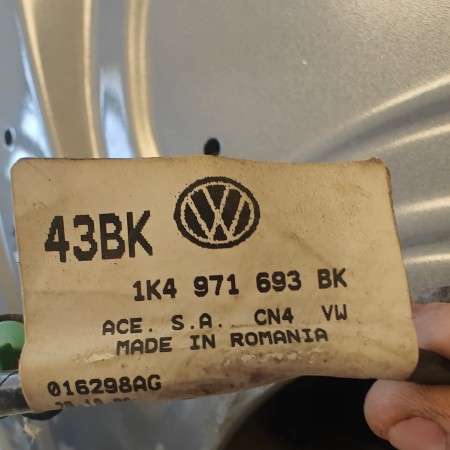 43BK
1K4 971 693 BK
ACE. S.A. CN4 VW
MADE IN ROMANIA
016298AG